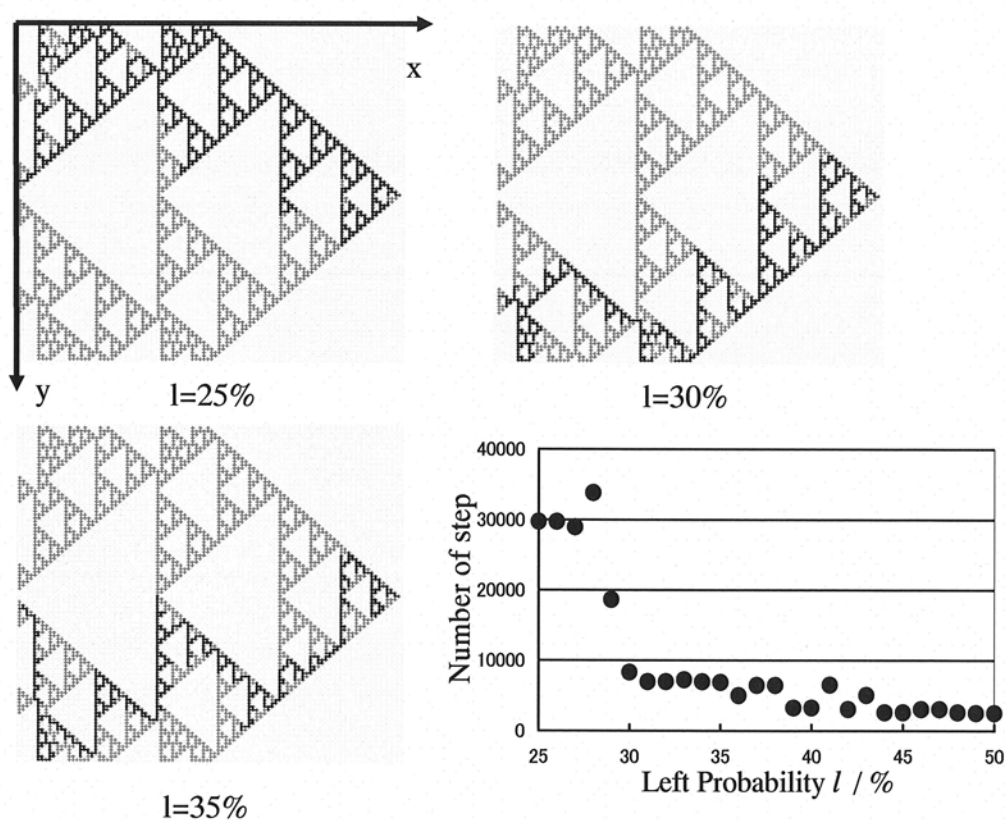 x
y
l=25%
l=30%
l=35%
40000
30000
20000
10000
0
Number of step
25 30 35 40 45 50
Left Probability l / %